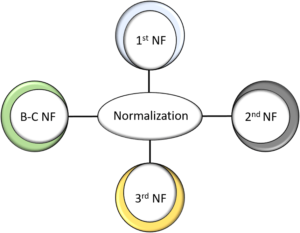 1st NF
B-C NF
Normalization
2nd NF
3rd NF